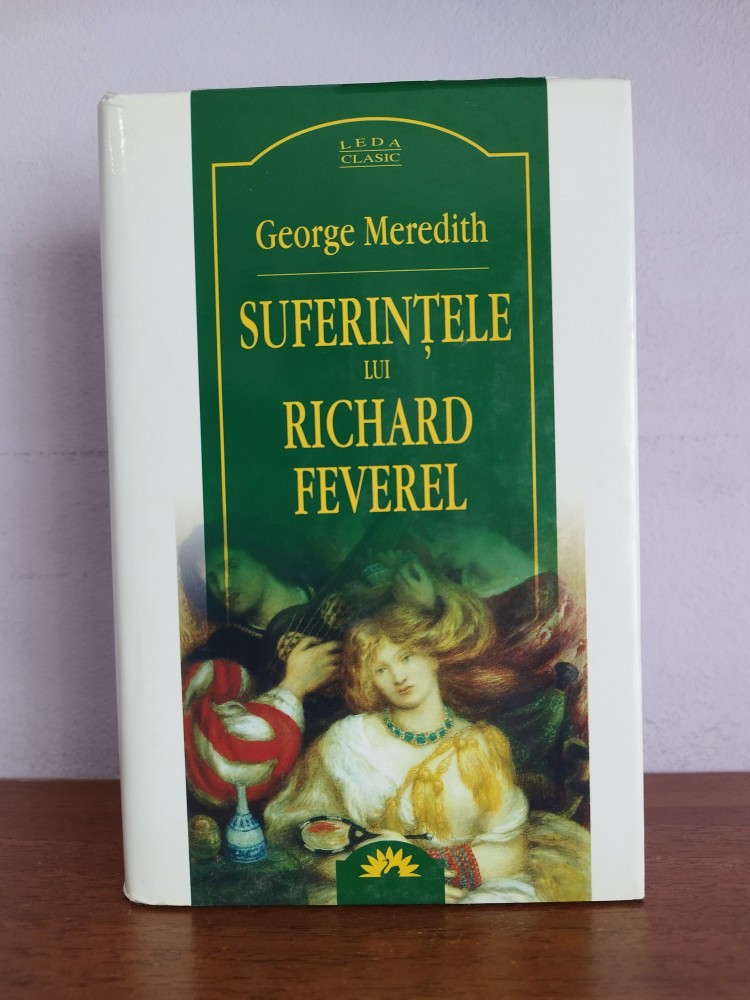 LEDA
CLASIC
George Meredith
SUFERINȚELE
LUI
RICHARD
FEVEREL